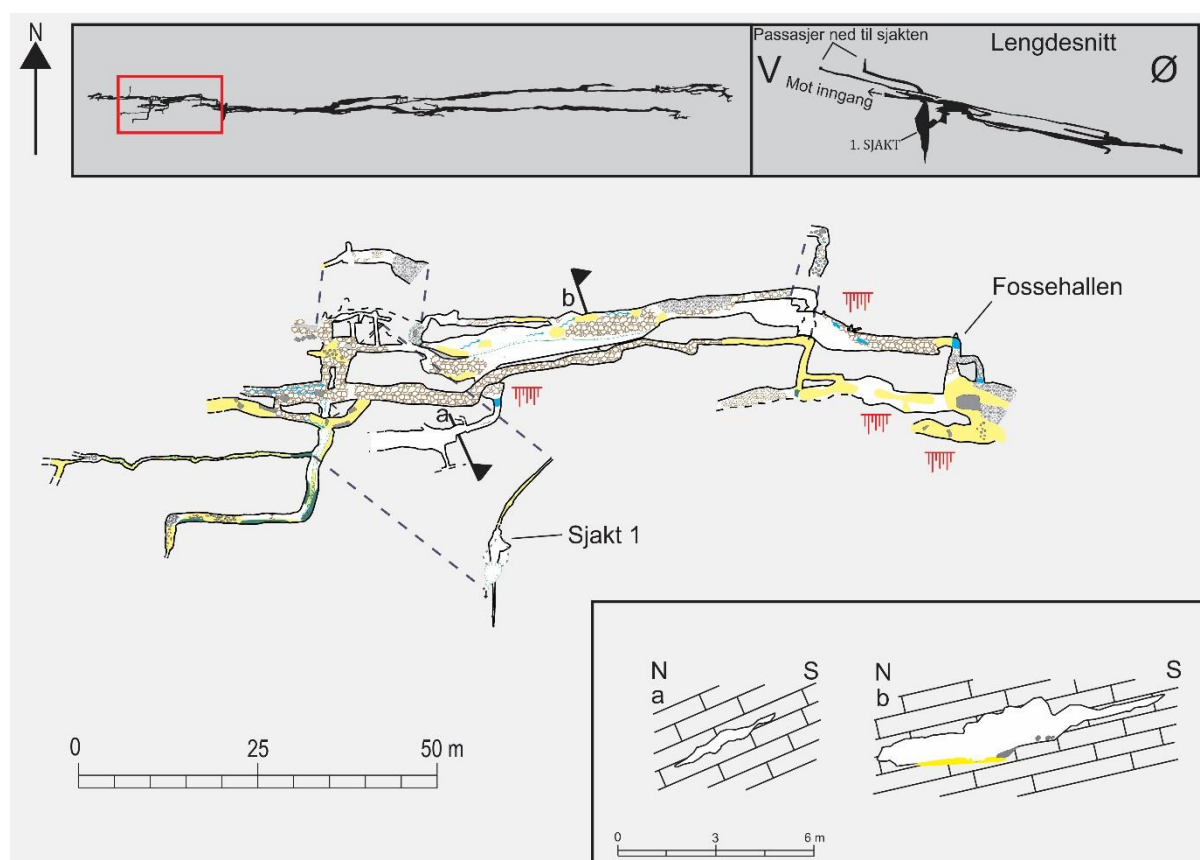 N
Passasjer ned til sjakten
Lengdesnitt
V
Ø
Mot inngang
1. SJAKT
b
Fossehallen
a
Sjakt 1
0
25
50 m
N
S
N
S
a
b
0
3
6 m